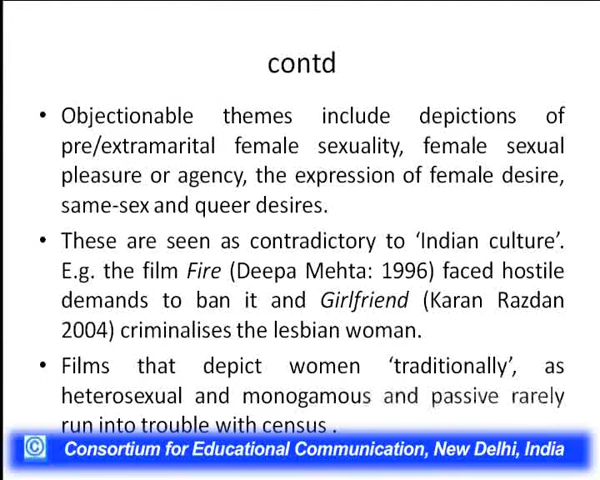 contd
• Objectionable themes include depictions of
pre/extramarital female sexuality, female sexual
pleasure or agency, the expression of female desire,
same-sex and queer desires.
• These are seen as contradictory to ‘Indian culture’.
E.g. the film Fire (Deepa Mehta: 1996) faced hostile
demands to ban it and Girlfriend (Karan Razdan
2004) criminalises the lesbian woman.
• Films that depict women ‘traditionally’, as
heterosexual and monogamous and passive rarely
run into trouble with census .
© Consortium for Educational Communication, New Delhi, India